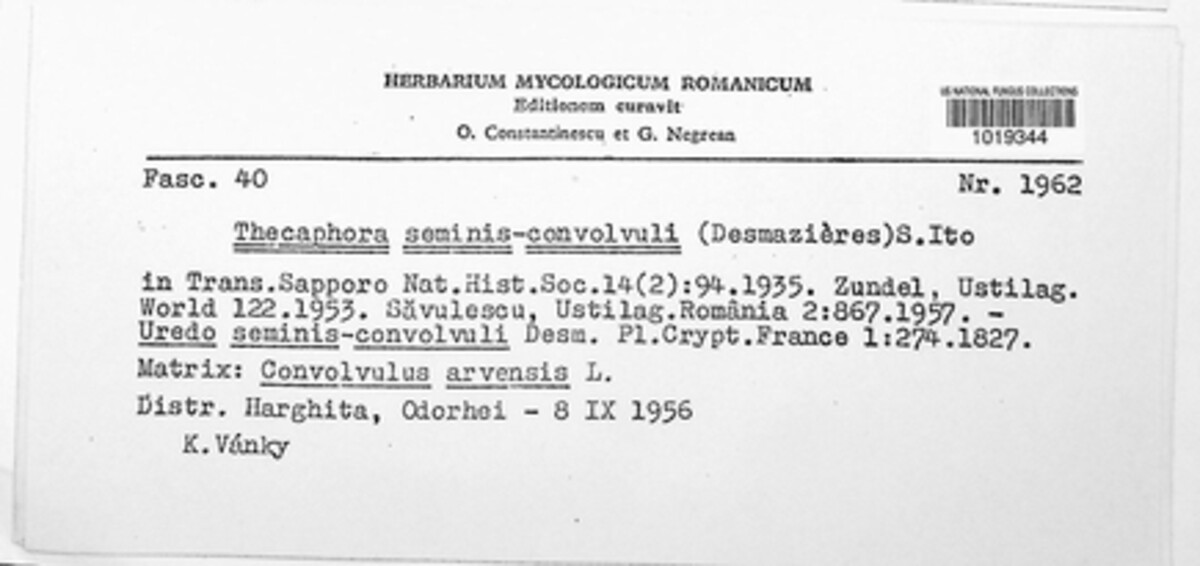 HERBARIUM MYCOLOGICUM ROMANICUM
Editionem curavit
O. Constantinescu et G. Negrean
US NATIONAL FUNGUS COLLECTIONS
1019344
Fasc. 40
Nr. 1962
Thecaphora seminis-convolvuli (Desmazières)S.Ito
in Trans.Sapporo Nat.Hist.Soc.14(2):94.1935. Zundel, Ustilag.
World 122.1953. Săvulescu, Ustilag.România 2:867.1957. -
Uredo seminis-convolvuli Desm. Pl.Crypt.France 1:274.1827.
Matrix: Convolvulus arvensis L.
Distr. Harghita, Odorhei - 8 IX 1956
K.Vánky